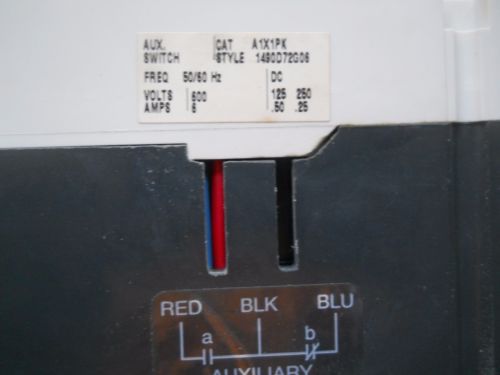 AUX. CAT A1X1PK
SWITCH STYLE 1490D72G06
FREQ 50/60 Hz DC
VOLTS 600 125 250
AMPS 6 .50 .25
RED BLK BLU
a b
AUXILIARY